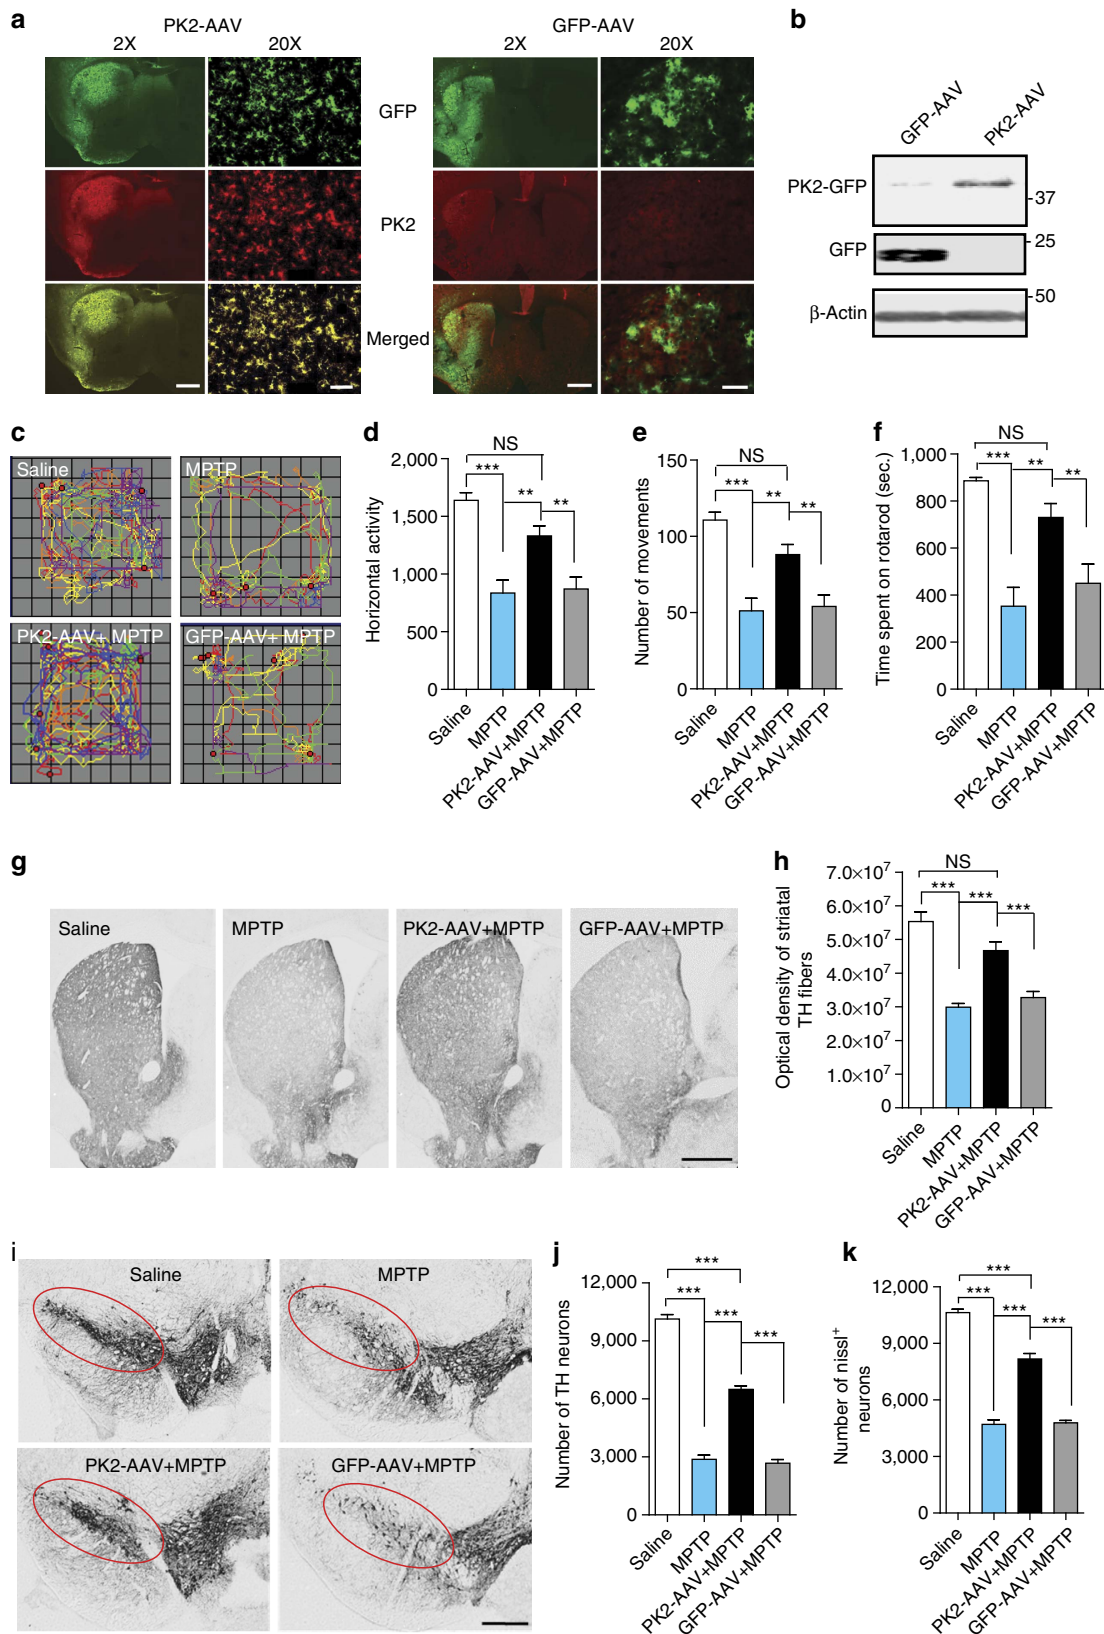 a
PK2-AAV
GFP-AAV
2X 20X
2X 20X
GFP
PK2
Merged
b
GFP-AAV PK2-AAV
PK2-GFP
-37
GFP
-25
β-Actin
-50
c
Saline
MPTP
PK2-AAV+ MPTP
GFP-AAV+ MPTP
d
NS
*** ** **
Horizontal activity
2,000
1,500
1,000
500
0
Saline
MPTP
PK2-AAV+MPTP
GFP-AAV+MPTP
e
NS
*** ** **
Number of movements
150
100
50
0
Saline
MPTP
PK2-AAV+MPTP
GFP-AAV+MPTP
f
NS
*** ** **
Time spent on rotarod (sec.)
1,000
800
600
400
200
0
Saline
MPTP
PK2-AAV+MPTP
GFP-AAV+MPTP
g
Saline
MPTP
PK2-AAV+MPTP
GFP-AAV+MPTP
h
NS
*** *** ***
Optical density of striatal
TH fibers
7.0×10⁷
6.0×10⁷
5.0×10⁷
4.0×10⁷
3.0×10⁷
2.0×10⁷
1.0×10⁷
0
Saline
MPTP
PK2-AAV+MPTP
GFP-AAV+MPTP
i
Saline
MPTP
PK2-AAV+MPTP
GFP-AAV+MPTP
j
***
*** *** ***
Number of TH neurons
12,000
9,000
6,000
3,000
0
Saline
MPTP
PK2-AAV+MPTP
GFP-AAV+MPTP
k
***
*** *** ***
Number of nissl⁺
neurons
12,000
9,000
6,000
3,000
0
Saline
MPTP
PK2-AAV+MPTP
GFP-AAV+MPTP